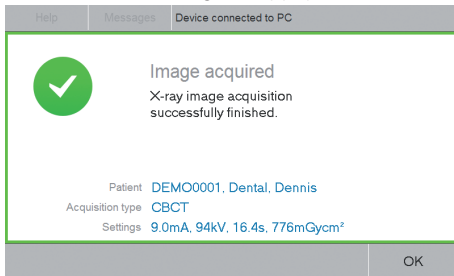 Help Messages Device connected to PC
Image acquired
X-ray image acquisition
successfully finished.
Patient DEMO0001, Dental, Dennis
Acquisition type CBCT
Settings 9.0mA, 94kV, 16.4s, 776mGycm²
OK